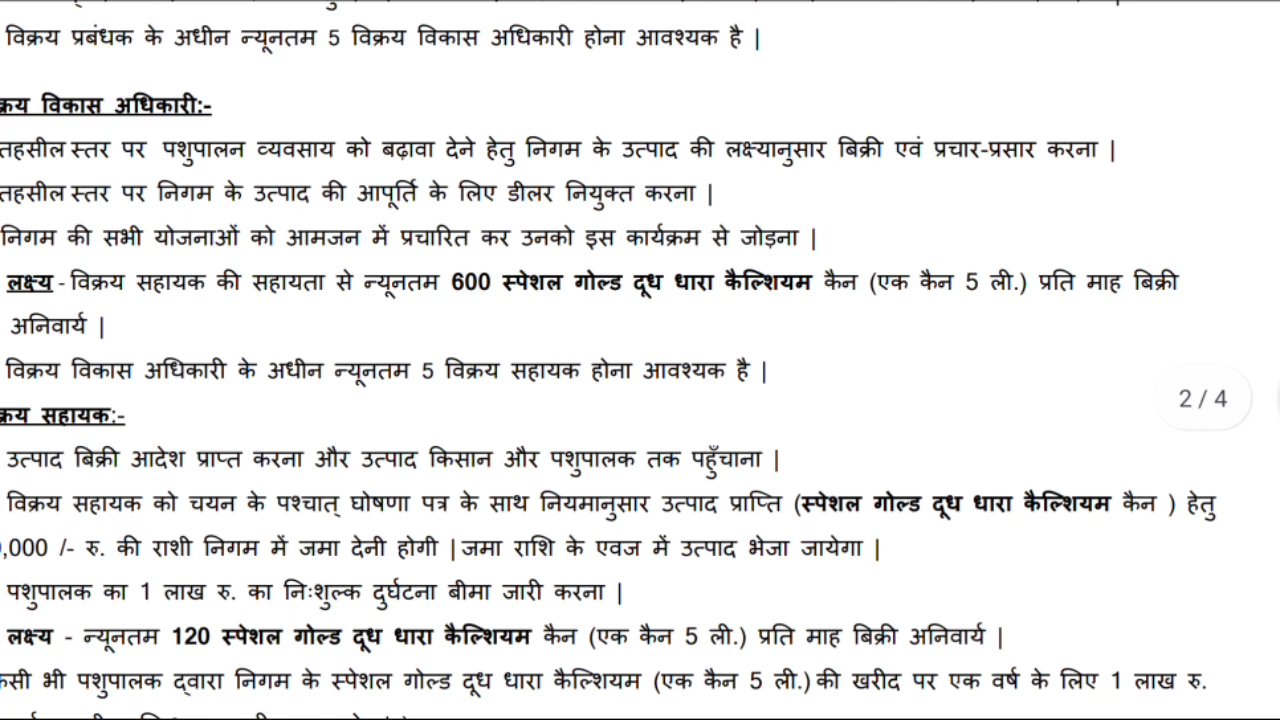 विक्रय प्रबंधक के अधीन न्यूनतम 5 विक्रय विकास अधिकारी होना आवश्यक है |
क्रय विकास अधिकारी:-
तहसील स्तर पर पशुपालन व्यवसाय को बढ़ावा देने हेतु निगम के उत्पाद की लक्ष्यानुसार बिक्री एवं प्रचार-प्रसार करना |
तहसील स्तर पर निगम के उत्पाद की आपूर्ति के लिए डीलर नियुक्त करना |
निगम की सभी योजनाओं को आमजन में प्रचारित कर उनको इस कार्यक्रम से जोड़ना |
लक्ष्य - विक्रय सहायक की सहायता से न्यूनतम 600 स्पेशल गोल्ड दूध धारा कैल्शियम कैन (एक कैन 5 ली.) प्रति माह बिक्री
अनिवार्य |
विक्रय विकास अधिकारी के अधीन न्यूनतम 5 विक्रय सहायक होना आवश्यक है |
2 / 4
क्रय सहायक:-
उत्पाद बिक्री आदेश प्राप्त करना और उत्पाद किसान और पशुपालक तक पहुँचाना |
विक्रय सहायक को चयन के पश्चात् घोषणा पत्र के साथ नियमानुसार उत्पाद प्राप्ति (स्पेशल गोल्ड दूध धारा कैल्शियम कैन ) हेतु
,000 /- रु. की राशी निगम में जमा देनी होगी | जमा राशि के एवज में उत्पाद भेजा जायेगा |
पशुपालक का 1 लाख रु. का निःशुल्क दुर्घटना बीमा जारी करना |
लक्ष्य - न्यूनतम 120 स्पेशल गोल्ड दूध धारा कैल्शियम कैन (एक कैन 5 ली.) प्रति माह बिक्री अनिवार्य |
भी पशुपालक द्वारा निगम के स्पेशल गोल्ड दूध धारा कैल्शियम (एक कैन 5 ली.) की खरीद पर एक वर्ष के लिए 1 लाख रु.